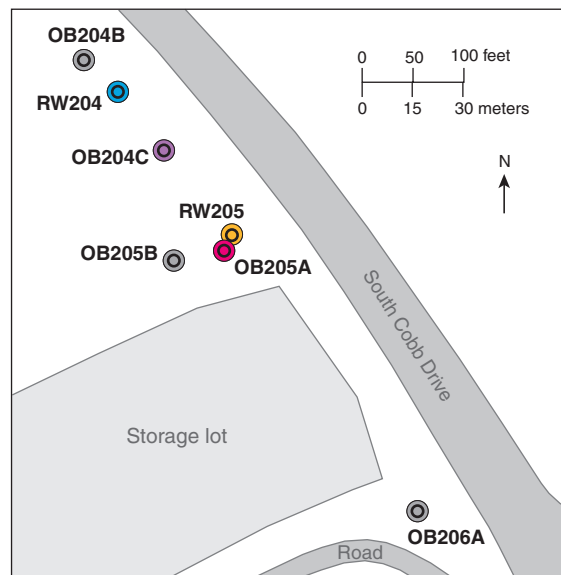 OB204B
0 50 100 feet
RW204
0 15 30 meters
OB204C
N
RW205
OB205B
OB205A
South Cobb Drive
Storage lot
OB206A
Road